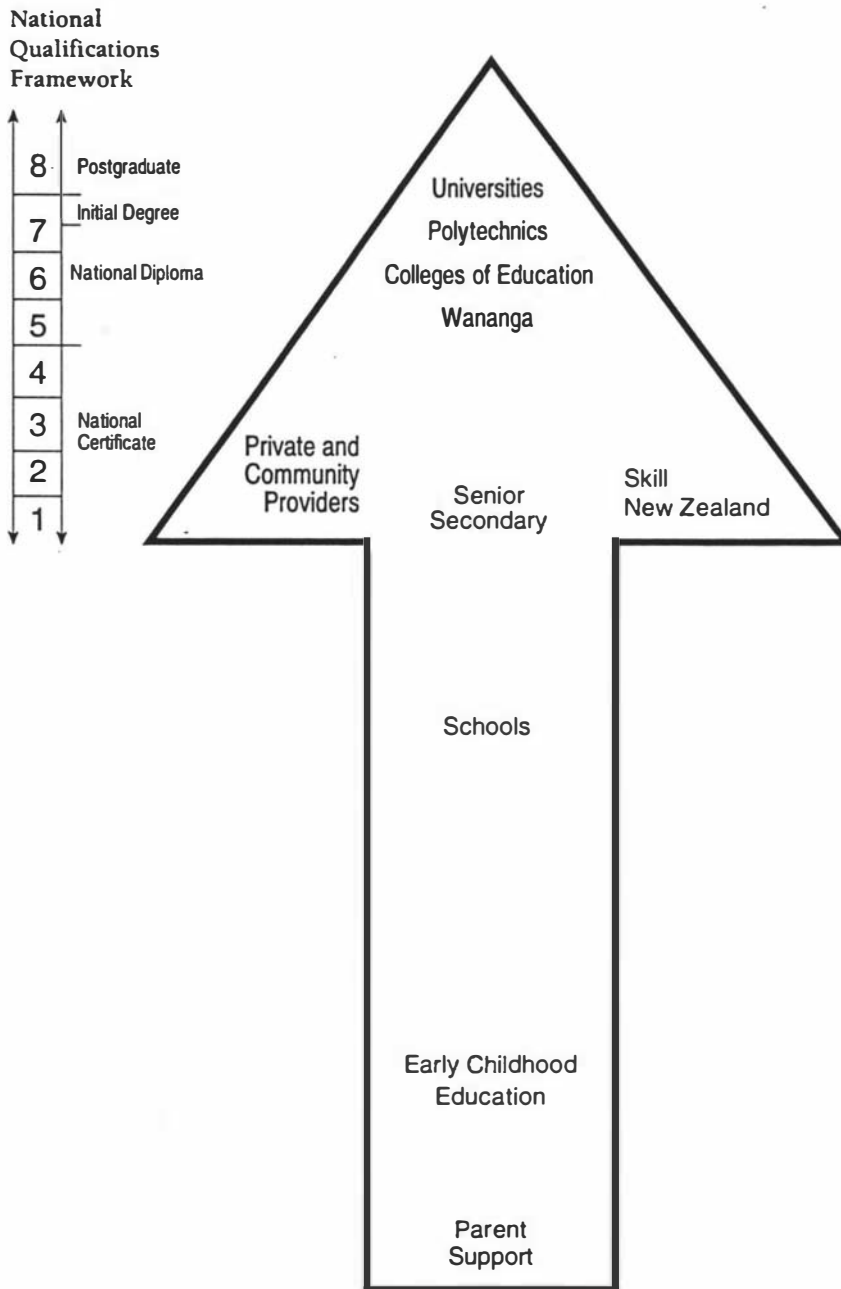 National
Qualifications
Framework
8 Postgraduate
Initial Degree
7
6 National Diploma
5
4
3 National
Certificate
2
1
Universities
Polytechnics
Colleges of Education
Wananga
Private and
Community
Providers
Senior
Secondary
Skill
New Zealand
Schools
Early Childhood
Education
Parent
Support